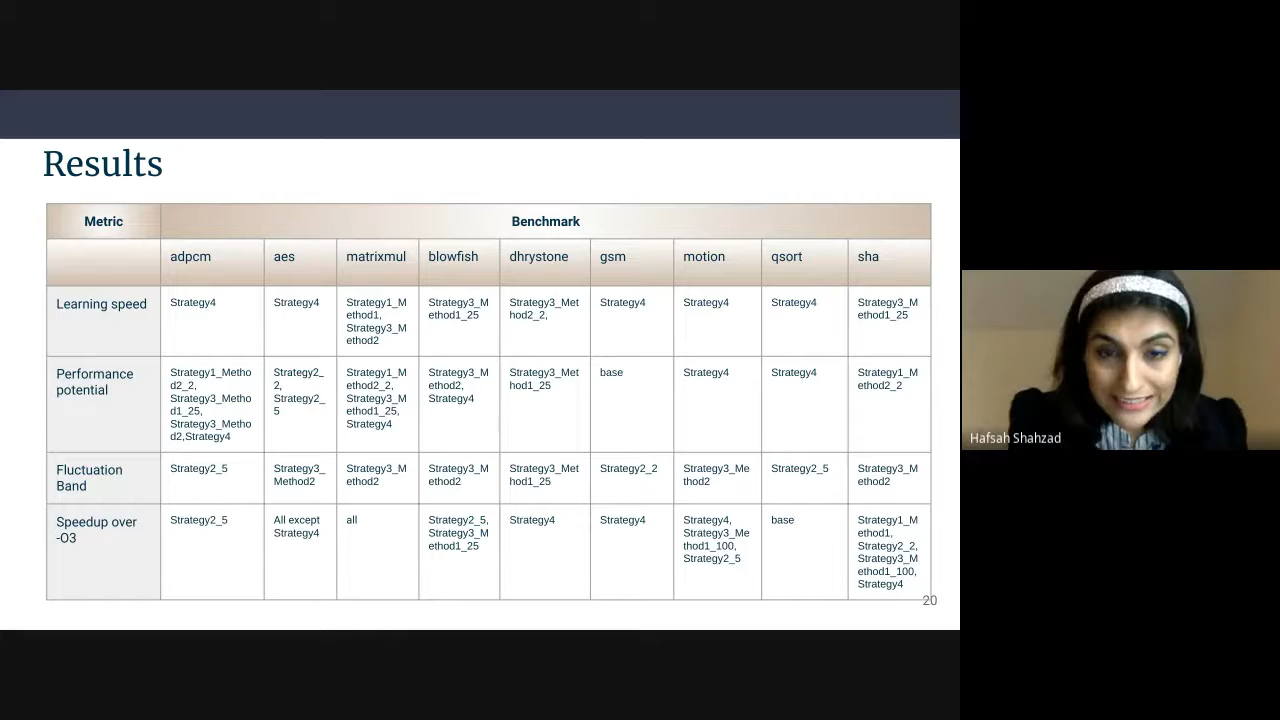 Results
Metric
Benchmark
adpcm
aes
matrixmul
blowfish
dhrystone
gsm
motion
qsort
sha
Learning speed
Strategy4
Strategy4
Strategy1_M
ethod1,
Strategy3_M
ethod2
Strategy3_M
ethod1_25
Strategy3_Met
hod2_2,
Strategy4
Strategy4
Strategy4
Strategy3_M
ethod1_25
Performance
potential
Strategy1_Metho
d2_2,
Strategy3_Metho
d1_25,
Strategy3_Metho
d2,Strategy4
Strategy2_
2,
Strategy2_
5
Strategy1_M
ethod2_2,
Strategy3_M
ethod1_25,
Strategy4
Strategy3_M
ethod2,
Strategy4
Strategy3_Met
hod1_25
base
Strategy4
Strategy4
Strategy1_M
ethod2_2
Fluctuation
Band
Strategy2_5
Strategy3_
Method2
Strategy3_M
ethod2
Strategy3_M
ethod2
Strategy3_Met
hod1_25
Strategy2_2
Strategy3_Me
thod2
Strategy2_5
Strategy3_M
ethod2
Speedup over
-O3
Strategy2_5
All except
Strategy4
all
Strategy2_5,
Strategy3_M
ethod1_25
Strategy4
Strategy4
Strategy4,
Strategy3_Me
thod1_100,
Strategy2_5
base
Strategy1_M
ethod1,
Strategy2_2,
Strategy3_M
ethod1_100,
Strategy4
20
Hafsah Shahzad